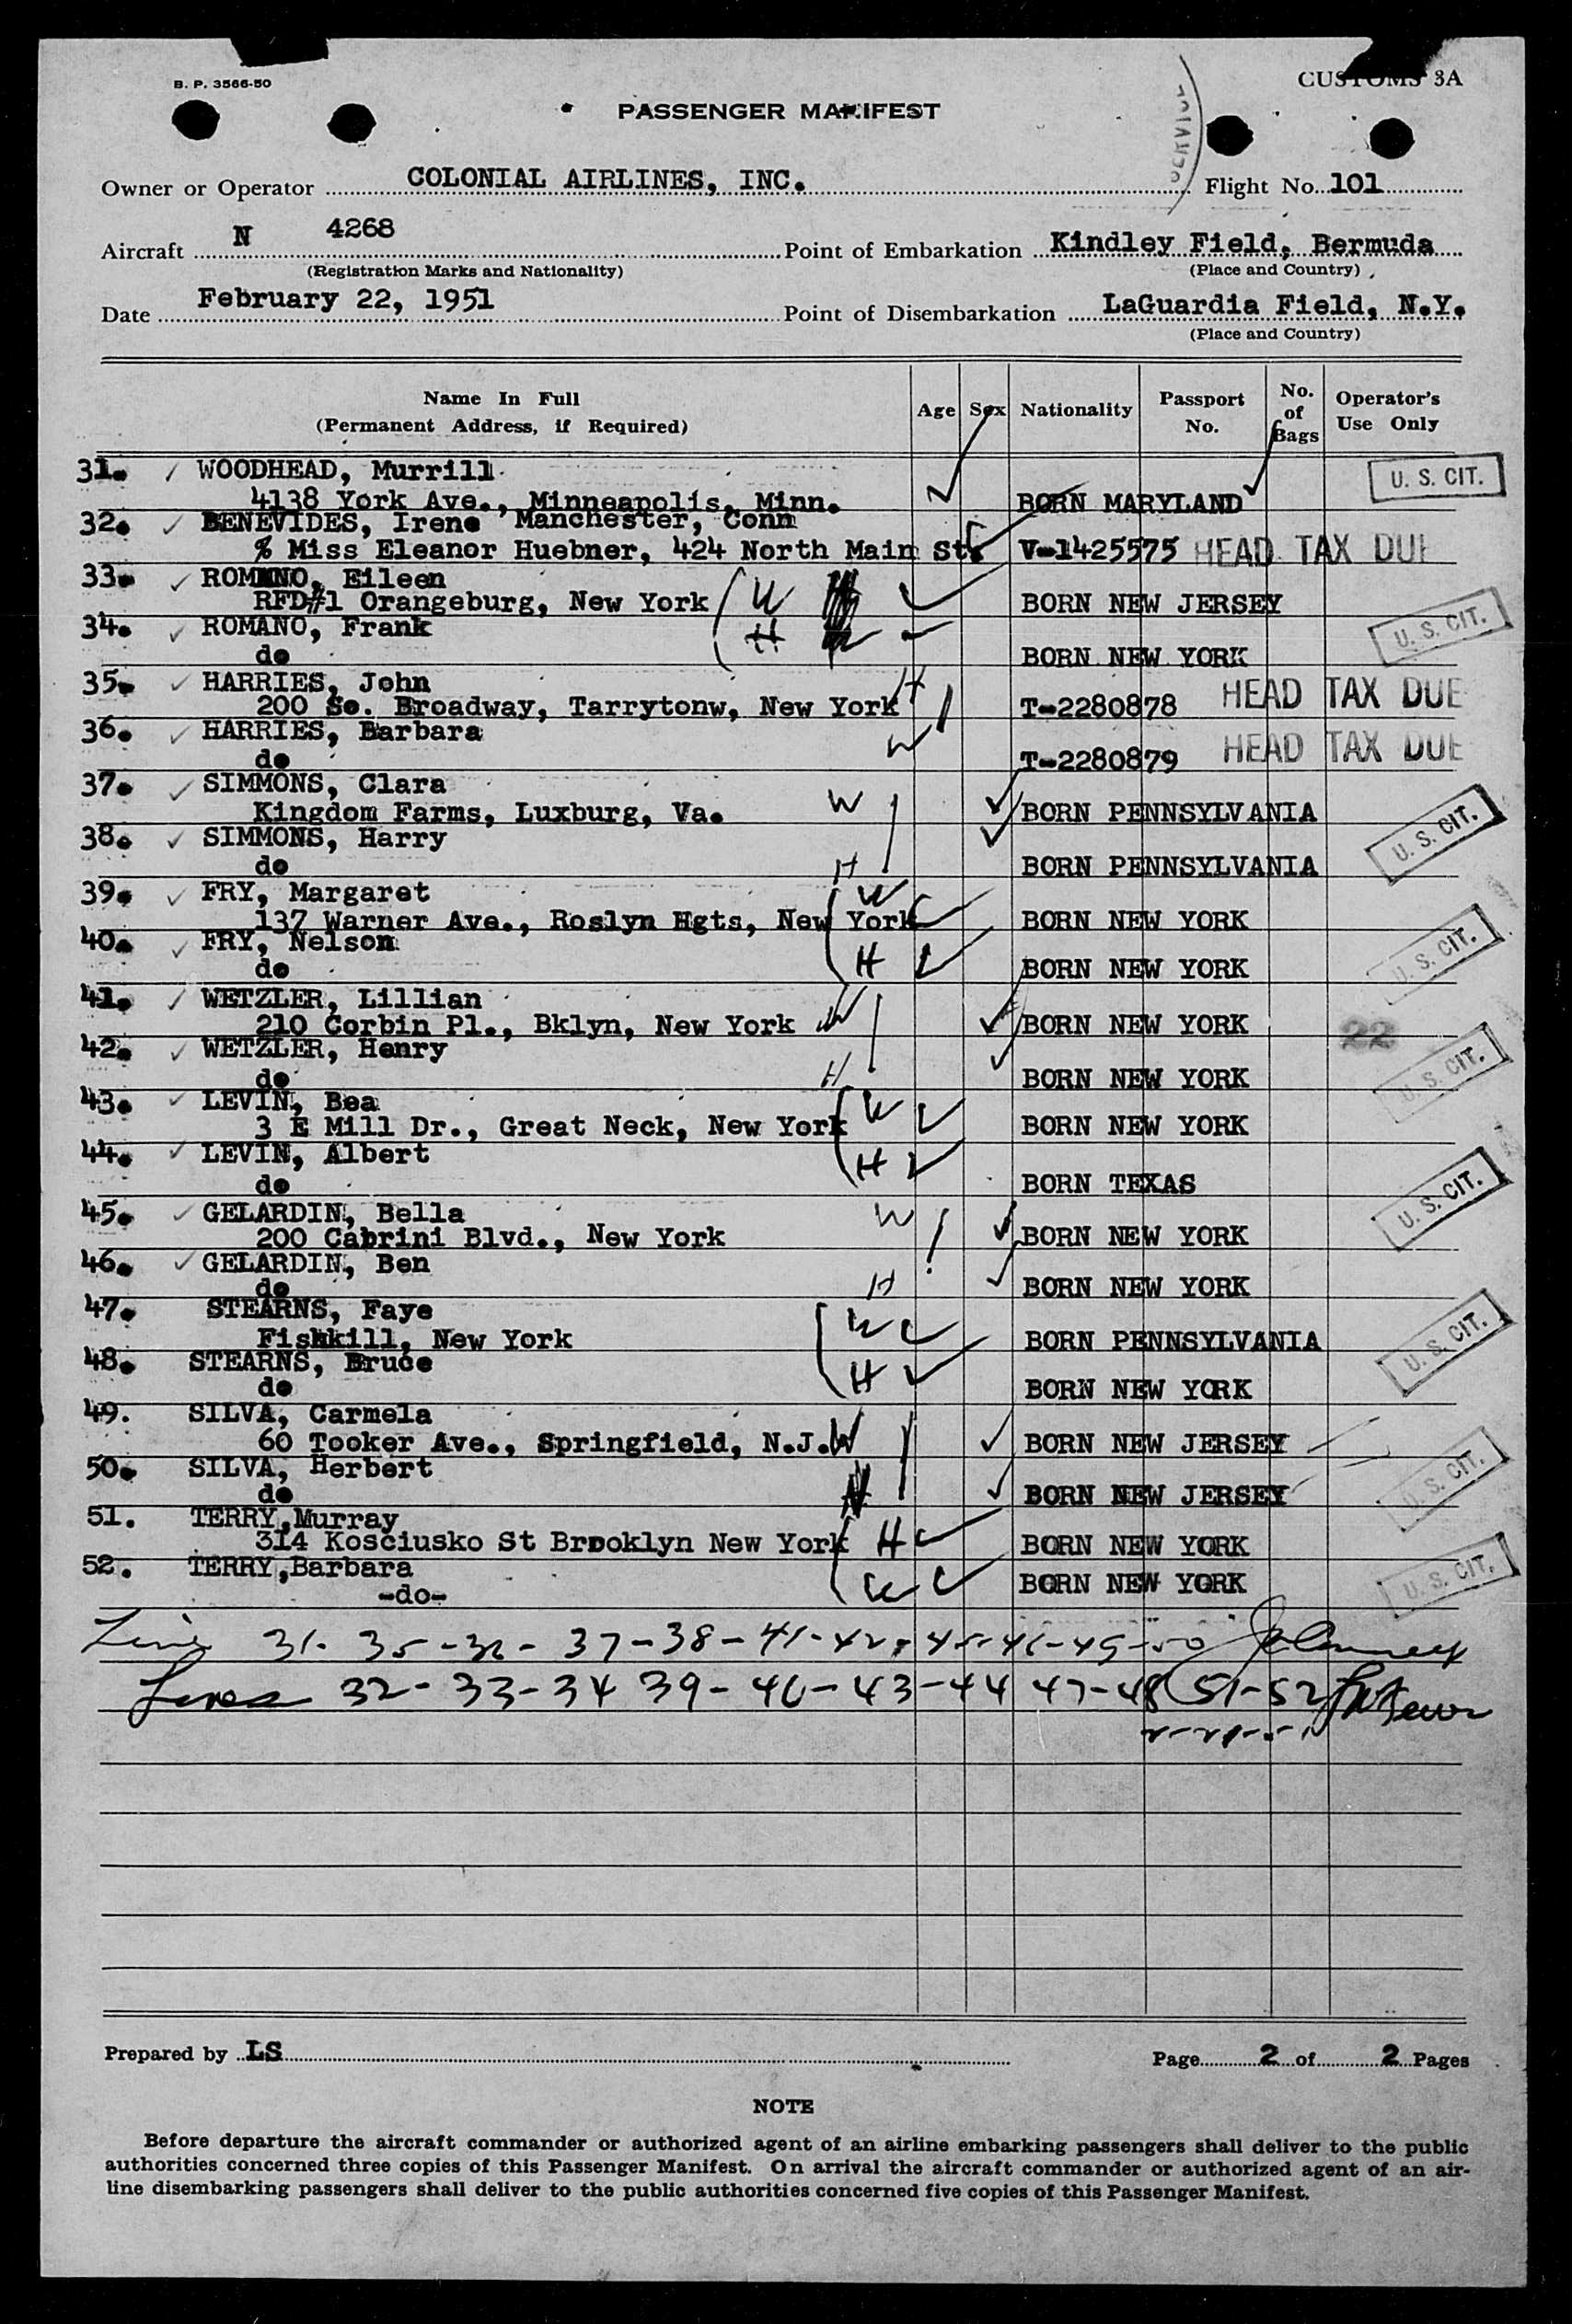 B. P. 3566-50
CUSTOMS 3A
PASSENGER MANIFEST
Owner or Operator COLONIAL AIRLINES, INC. Flight No. 101
Aircraft N 4268 Point of Embarkation Kindley Field, Bermuda
(Registration Marks and Nationality) (Place and Country)
Date February 22, 1951 Point of Disembarkation LaGuardia Field, N.Y.
(Place and Country)
Name In Full (Permanent Address, if Required) Age Sex Nationality Passport No. No. of Bags Operator's Use Only
31. WOODHEAD, Murrill U. S. CIT.
4138 York Ave., Minneapolis, Minn. BORN MARYLAND
32. BENEVIDES, Irene Manchester, Conn
% Miss Eleanor Huebner, 424 North Main St. V-1425575 HEAD TAX DUE
33. ROMANO, Eileen
RFD#1 Orangeburg, New York W BORN NEW JERSEY
34. ROMANO, Frank H U. S. CIT.
do BORN NEW YORK
35. HARRIES, John H
200 So. Broadway, Tarrytonw, New York T-2280878 HEAD TAX DUE
36. HARRIES, Barbara W
do T-2280879 HEAD TAX DUE
37. SIMMONS, Clara W
Kingdom Farms, Luxburg, Va. BORN PENNSYLVANIA
38. SIMMONS, Harry U. S. CIT.
do H BORN PENNSYLVANIA
39. FRY, Margaret W
137 Warner Ave., Roslyn Hgts, New York BORN NEW YORK
40. FRY, Nelson U. S. CIT.
do H BORN NEW YORK
41. WETZLER, Lillian W
210 Corbin Pl., Bklyn, New York BORN NEW YORK 22
42. WETZLER, Henry U. S. CIT.
do H BORN NEW YORK
43. LEVIN, Bea W
3 E Mill Dr., Great Neck, New York BORN NEW YORK
44. LEVIN, Albert H
do BORN TEXAS U. S. CIT.
45. GELARDIN, Bella W
200 Cabrini Blvd., New York BORN NEW YORK
46. GELARDIN, Ben
do H BORN NEW YORK
47. STEARNS, Faye W
Fishkill, New York BORN PENNSYLVANIA U. S. CIT.
48. STEARNS, Bruce H
do BORN NEW YORK
49. SILVA, Carmela
60 Tooker Ave., Springfield, N.J. W BORN NEW JERSEY
50. SILVA, Herbert U. S. CIT.
do H BORN NEW JERSEY
51. TERRY,Murray
314 Kosciusko St Brooklyn New York H BORN NEW YORK
52. TERRY,Barbara U. S. CIT.
-do- W BORN NEW YORK
Line 31-35-36-37-38-41-42-45-46-49-50
Lines 32-33-34 39-40-43-44 47-48 51-52
Prepared by LS Page 2 of 2 Pages
NOTE
Before departure the aircraft commander or authorized agent of an airline embarking passengers shall deliver to the public
authorities concerned three copies of this Passenger Manifest. On arrival the aircraft commander or authorized agent of an air-
line disembarking passengers shall deliver to the public authorities concerned five copies of this Passenger Manifest.